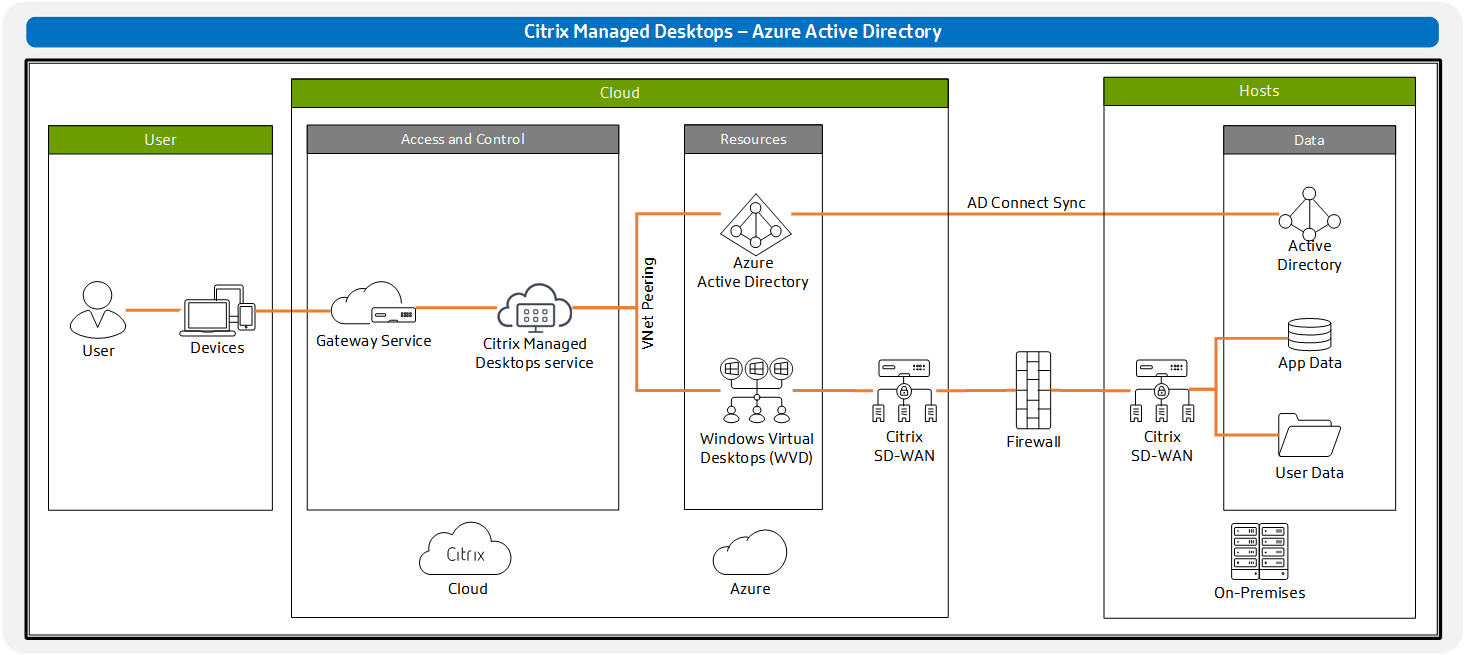 Citrix Managed Desktops – Azure Active Directory
User
User
Devices
Cloud
Access and Control
Gateway Service
Citrix Managed
Desktops service
VNet Peering
Resources
Azure
Active Directory
Windows Virtual
Desktops (WVD)
Citrix
SD-WAN
Citrix
Cloud
Azure
AD Connect Sync
Firewall
Hosts
Citrix
SD-WAN
Data
Active
Directory
App Data
User Data
On-Premises